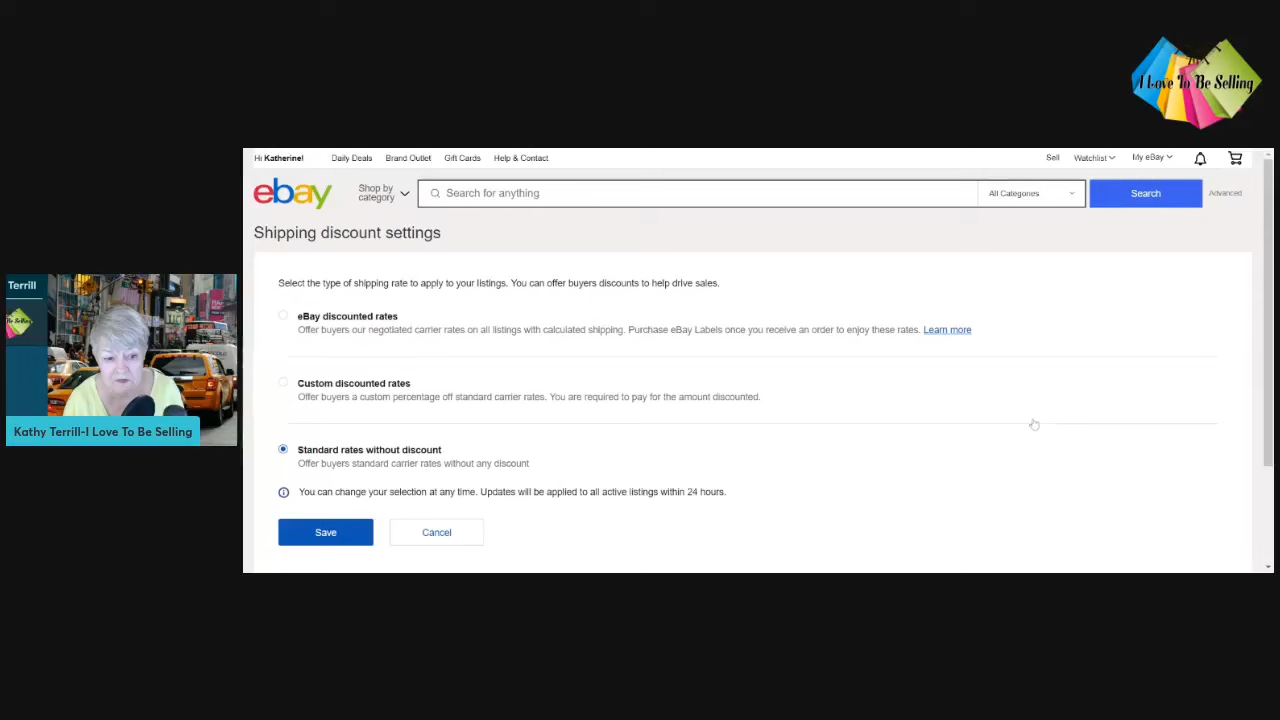 I Love To Be Selling
Hi Katherine!
Daily Deals
Brand Outlet
Gift Cards
Help & Contact
Sell
Watchlist
My eBay
ebay
Shop by
category
Search for anything
All Categories
Search
Advanced
Shipping discount settings
Select the type of shipping rate to apply to your listings. You can offer buyers discounts to help drive sales.
eBay discounted rates
Offer buyers our negotiated carrier rates on all listings with calculated shipping. Purchase eBay Labels once you receive an order to enjoy these rates. Learn more
Custom discounted rates
Offer buyers a custom percentage off standard carrier rates. You are required to pay for the amount discounted.
Standard rates without discount
Offer buyers standard carrier rates without any discount
You can change your selection at any time. Updates will be applied to all active listings within 24 hours.
Save
Cancel
Terrill
Kathy Terrill-I Love To Be Selling